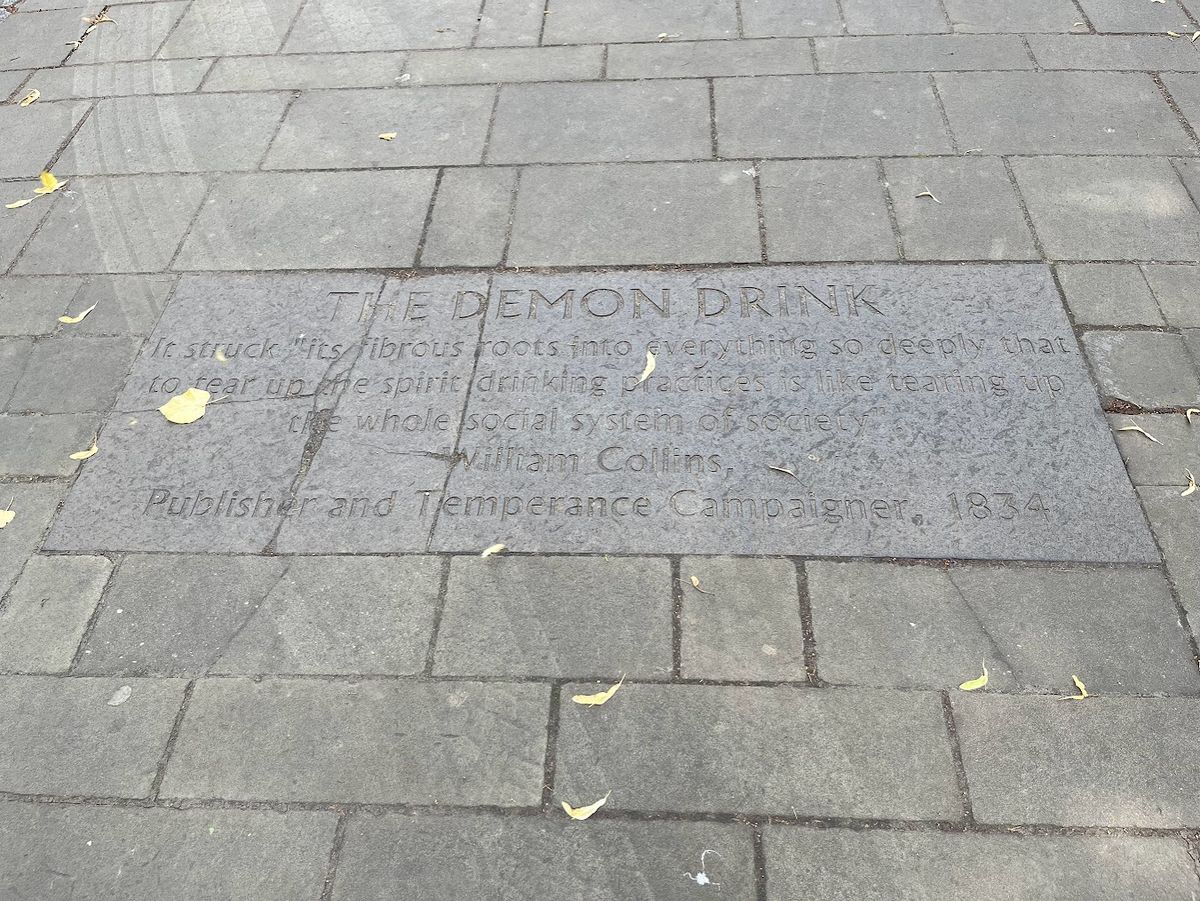 THE DEMON DRINK
It struck "its fibrous roots into everything so deeply that
to tear up the spirit drinking practices is like tearing up
the whole social system of society".
William Collins,
Publisher and Temperance Campaigner, 1834